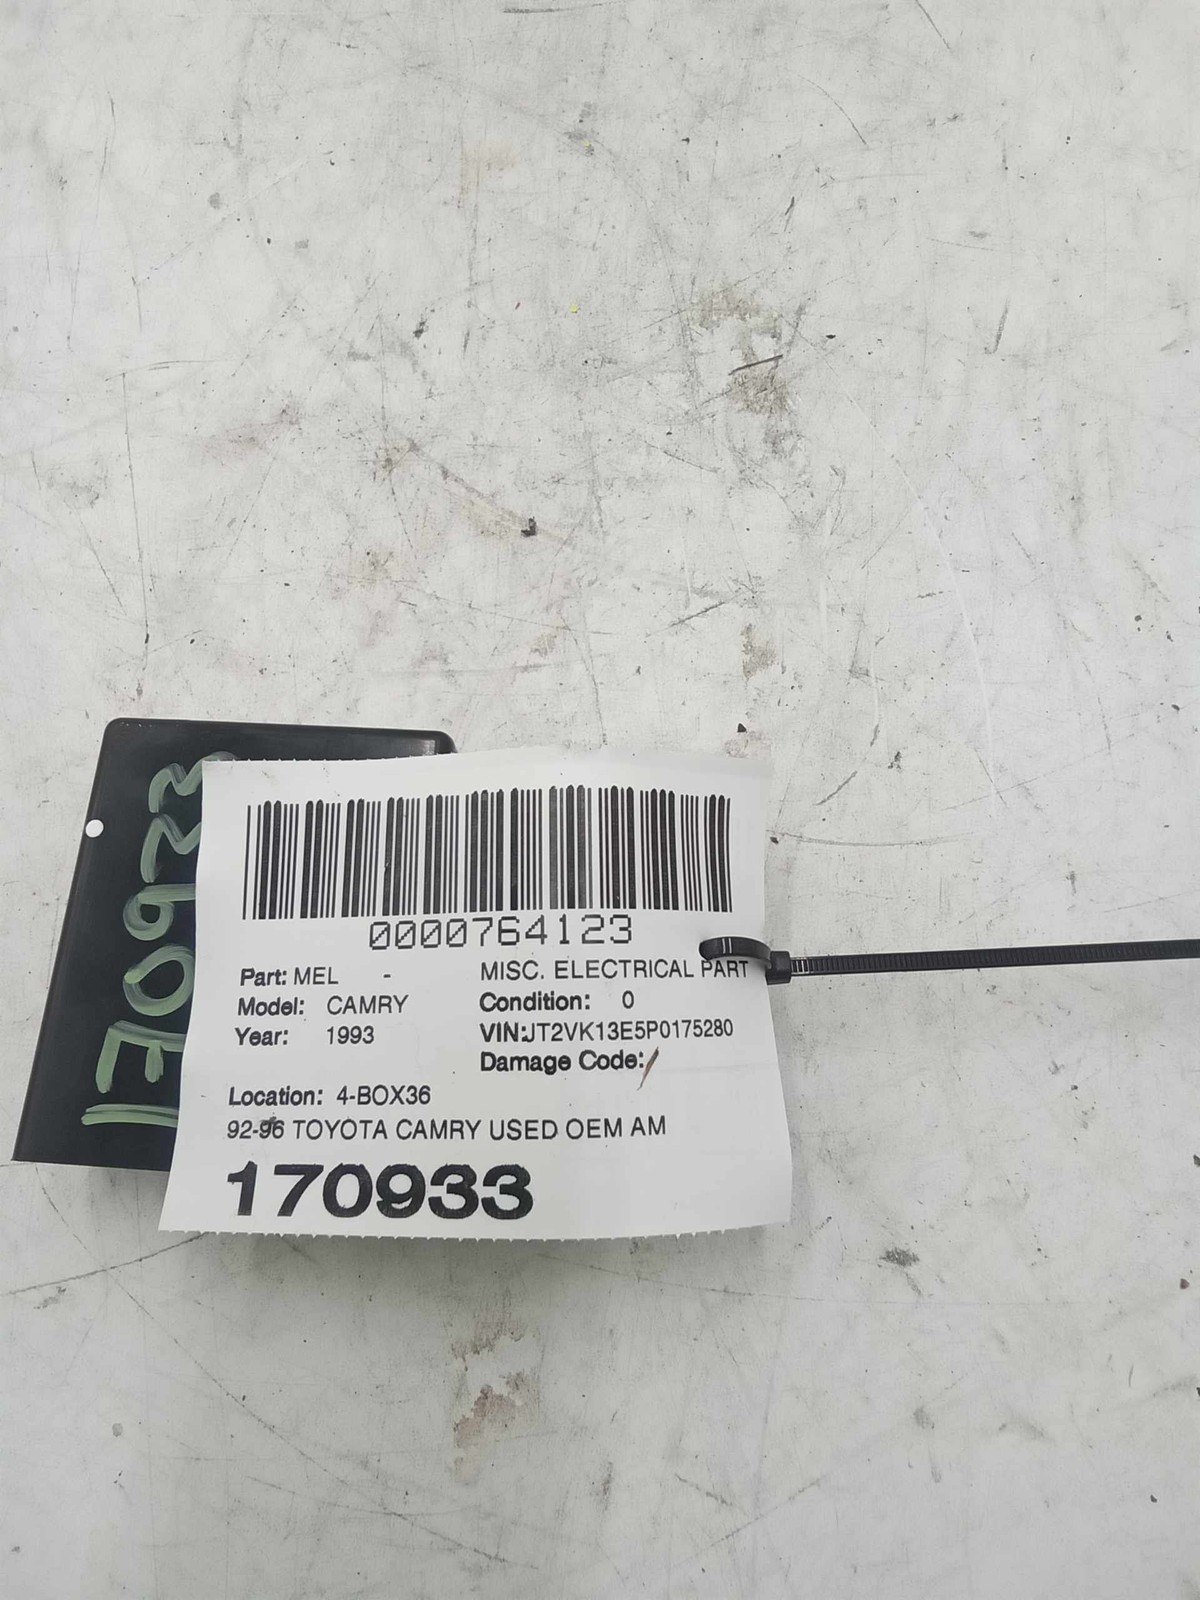 170933
0000764123
Part: MEL - MISC. ELECTRICAL PART
Model: CAMRY Condition: 0
Year: 1993 VIN:JT2VK13E5P0175280
Damage Code:
Location: 4-BOX36
92-96 TOYOTA CAMRY USED OEM AM
170933